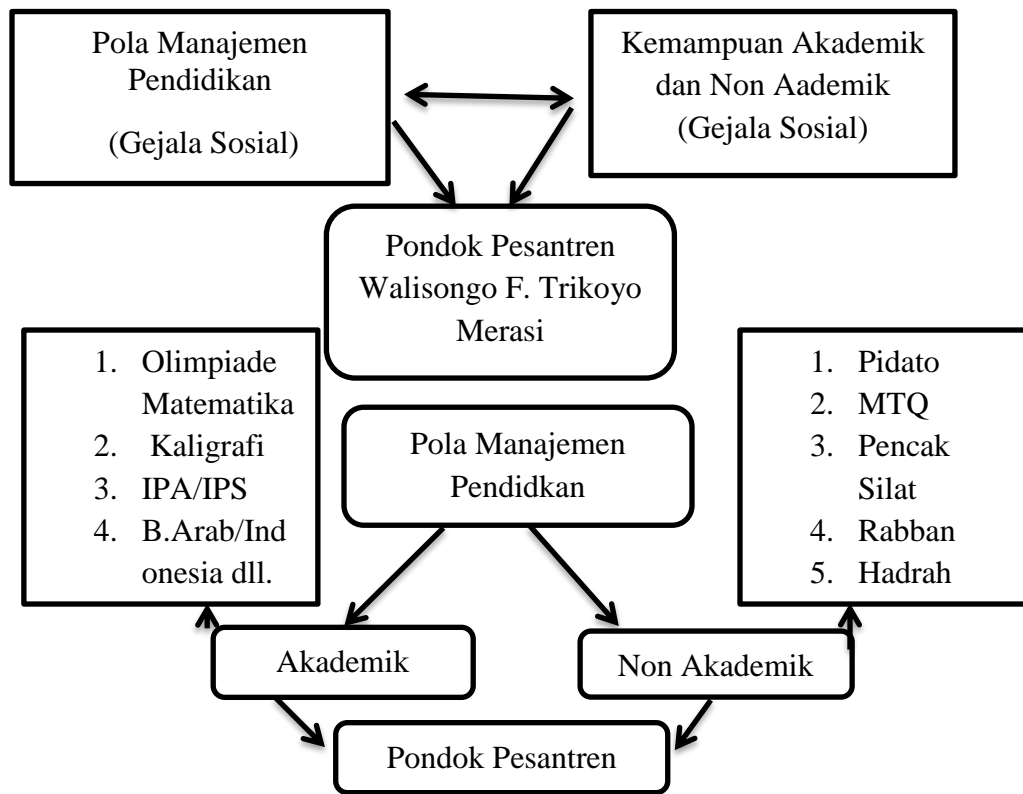 Pola Manajemen
Pendidikan
(Gejala Sosial)
Kemampuan Akademik
dan Non Aademik
(Gejala Sosial)
Pondok Pesantren
Walisongo F. Trikoyo
Merasi
1. Olimpiade
Matematika
2. Kaligrafi
3. IPA/IPS
4. B.Arab/Ind
onesia dll.
Pola Manajemen
Pendidkan
1. Pidato
2. MTQ
3. Pencak
Silat
4. Rabban
5. Hadrah
Akademik
Non Akademik
Pondok Pesantren